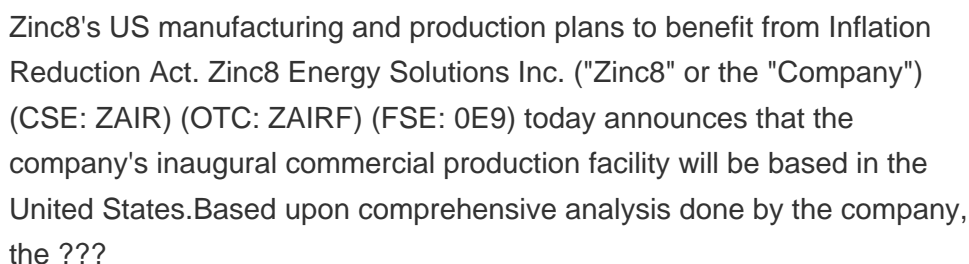 Zinc8's US manufacturing and production plans to benefit from Inflation
Reduction Act. Zinc8 Energy Solutions Inc. ("Zinc8" or the "Company")
(CSE: ZAIR) (OTC: ZAIRF) (FSE: 0E9) today announces that the
company's inaugural commercial production facility will be based in the
United States.Based upon comprehensive analysis done by the company,
the ???